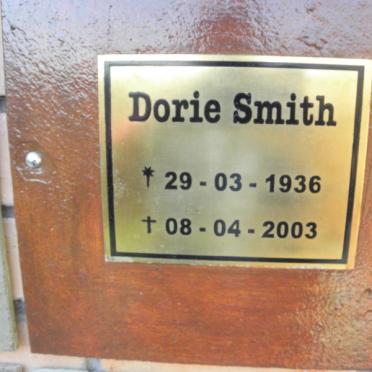 Dorie Smith
29 - 03 - 1936
✝ 08 - 04 - 2003